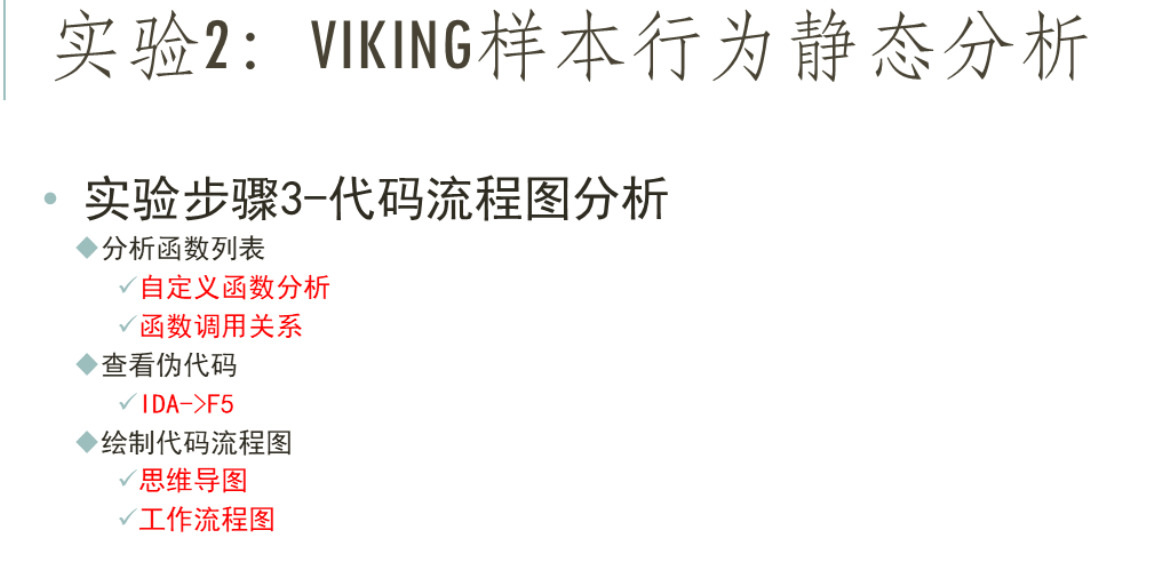 实验2： VIKING样本行为静态分析
• 实验步骤3-代码流程图分析
◆分析函数列表
✓自定义函数分析
✓函数调用关系
◆查看伪代码
✓IDA->F5
◆绘制代码流程图
✓思维导图
✓工作流程图